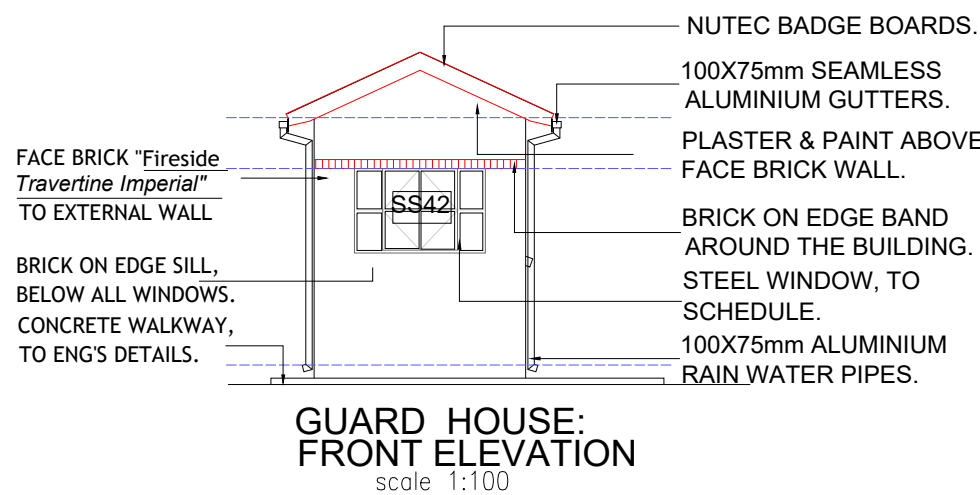 FACE BRICK "Fireside
Travertine Imperial"
TO EXTERNAL WALL
BRICK ON EDGE SILL,
BELOW ALL WINDOWS.
CONCRETE WALKWAY,
TO ENG'S DETAILS.
SS42
NUTEC BADGE BOARDS.
100X75mm SEAMLESS
ALUMINIUM GUTTERS.
PLASTER & PAINT ABOVE
FACE BRICK WALL.
BRICK ON EDGE BAND
AROUND THE BUILDING.
STEEL WINDOW, TO
SCHEDULE.
100X75mm ALUMINIUM
RAIN WATER PIPES.
GUARD HOUSE:
FRONT ELEVATION
scale 1:100